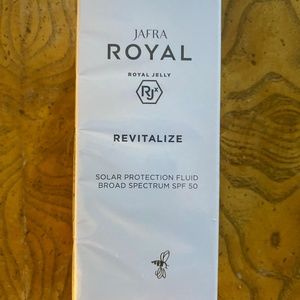 JAFRA
ROYAL
ROYAL JELLY
RJx
REVITALIZE
SOLAR PROTECTION FLUID
BROAD SPECTRUM SPF 50